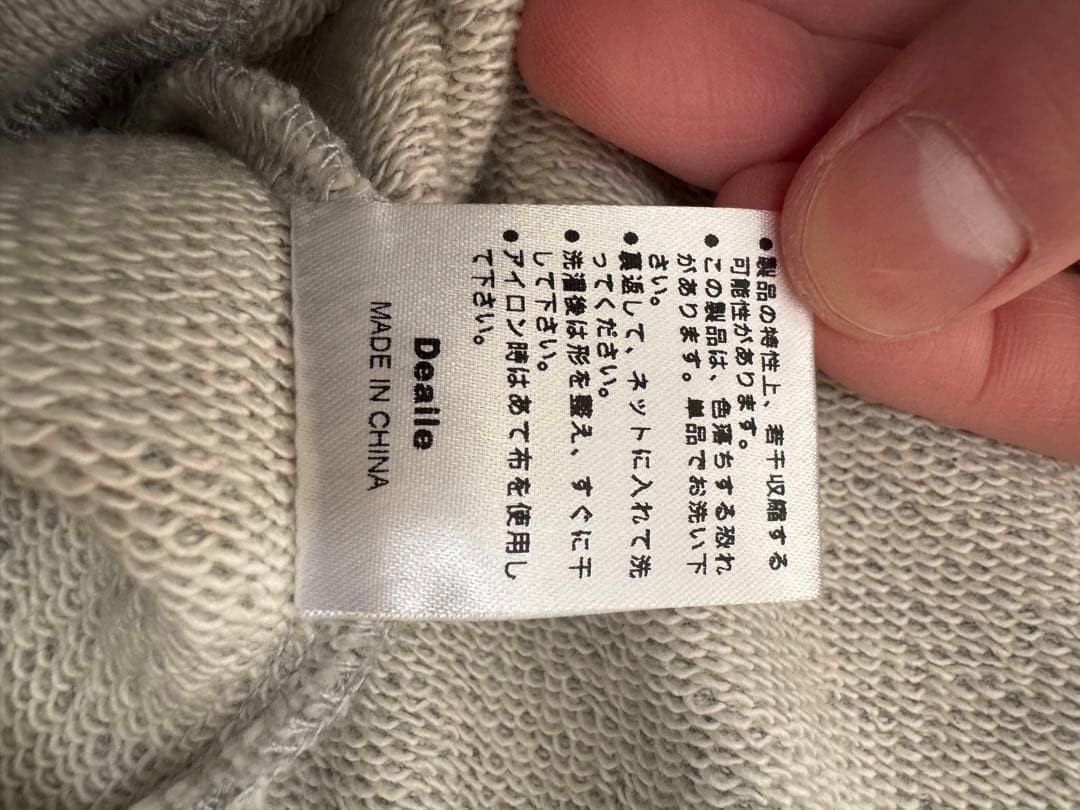 ●製品の特性上、若干収縮する
可能性があります。
●この製品は、色落ちする恐れ
があります。単品でお洗い下
さい。
●裏返して、ネットに入れて洗
ってください。
●洗濯後は形を整え、すぐに干
して下さい。
●アイロン時はあて布を使用し
て下さい。
Deaile
MADE IN CHINA